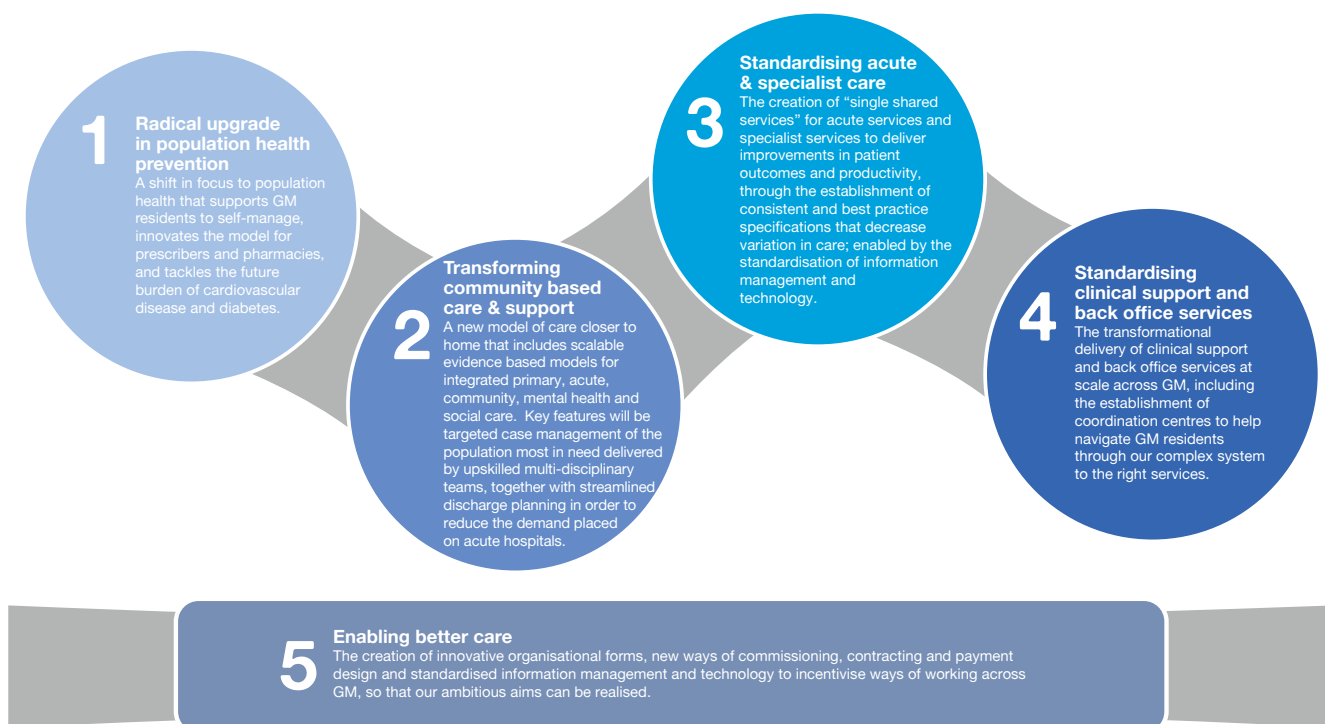 1
Radical upgrade
in population health
prevention
A shift in focus to population
health that supports GM
residents to self-manage,
innovates the model for
prescribers and pharmacies,
and tackles the future
burden of cardiovascular
disease and diabetes.
2
Transforming
community based
care & support
A new model of care closer to
home that includes scalable
evidence based models for
integrated primary, acute,
community, mental health and
social care.  Key features will be
targeted case management of the
population most in need delivered
by upskilled multi-disciplinary
teams, together with streamlined
discharge planning in order to
reduce the demand placed
on acute hospitals.
3
Standardising acute
& specialist care
The creation of “single shared
services” for acute services and
specialist services to deliver
improvements in patient
outcomes and productivity,
through the establishment of
consistent and best practice
specifications that decrease
variation in care; enabled by the
standardisation of information
management and
technology.
4
Standardising
clinical support and
back office services
The transformational
delivery of clinical support
and back office services at
scale across GM, including
the establishment of
coordination centres to help
navigate GM residents
through our complex system
to the right services.
5
Enabling better care
The creation of innovative organisational forms, new ways of commissioning, contracting and payment
design and standardised information management and technology to incentivise ways of working across
GM, so that our ambitious aims can be realised.